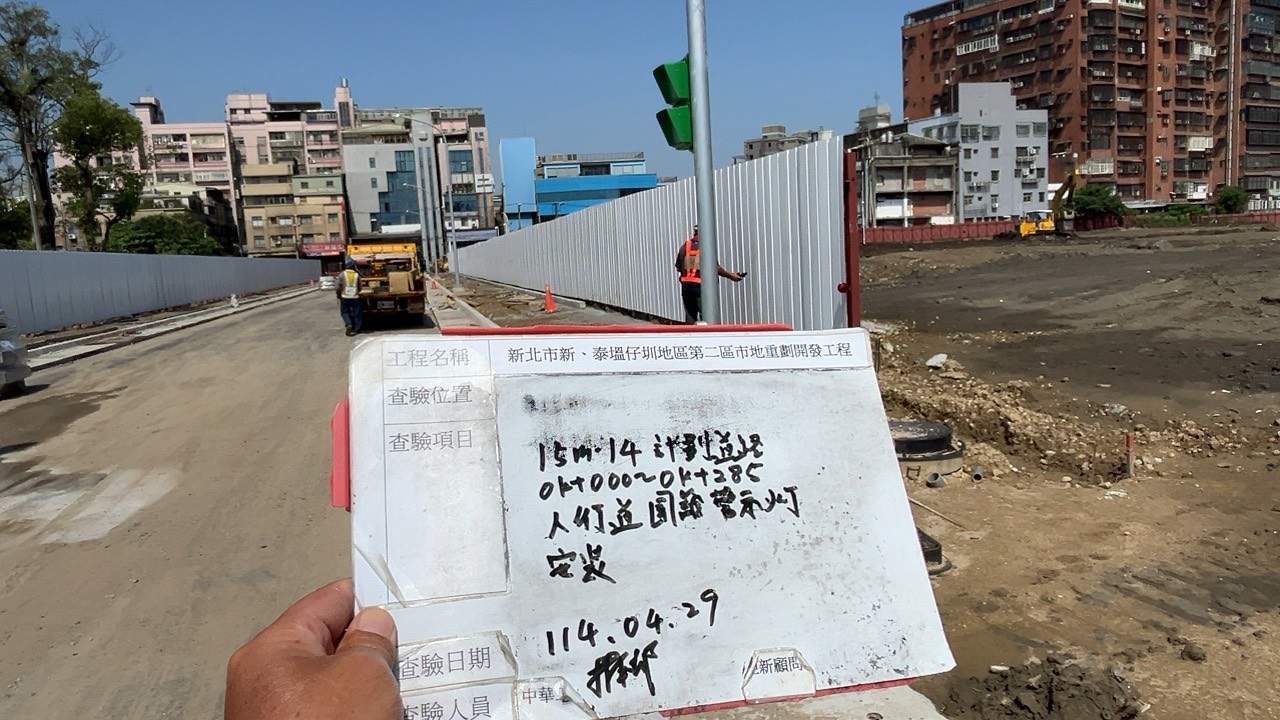 工程名稱 新北市新、泰塭仔圳地區第二區市地重劃開發工程
查驗位置
查驗項目
15m-14 計劃道路
0k+000~0k+285
人行道圍籬警示灯
安裝
114.04.29
查驗日期
新顧問
查驗人員 中華